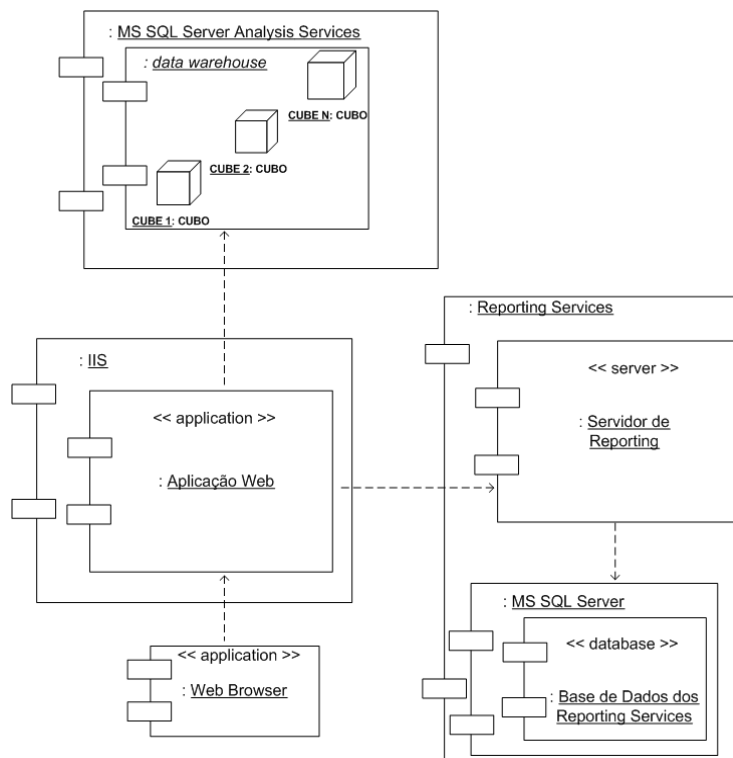 : MS SQL Server Analysis Services
: data warehouse
CUBE N: CUBO
CUBE 2: CUBO
CUBE 1: CUBO
: Reporting Services
<< server >>
: Servidor de
Reporting
: IIS
<< application >>
: Aplicação Web
: MS SQL Server
<< database >>
: Base de Dados dos
Reporting Services
<< application >>
: Web Browser